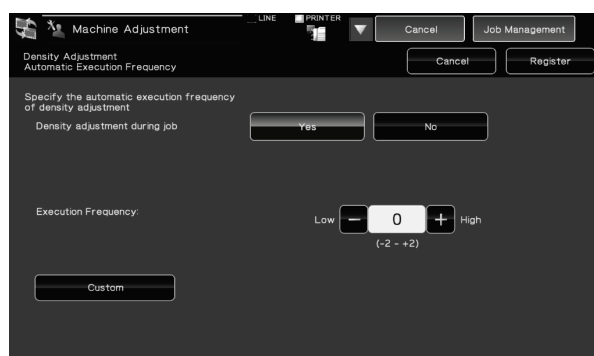 Machine Adjustment
LINE
PRINTER
Cancel
Job Management
Density Adjustment
Automatic Execution Frequency
Cancel
Register
Specify the automatic execution frequency
of density adjustment
Density adjustment during job
Yes
No
Execution Frequency:
Low
−
0
+
High
(-2 - +2)
Custom